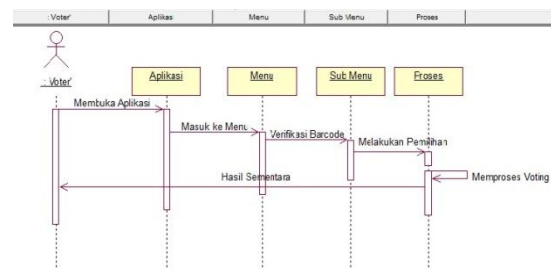 : Voter'
Aplikas
Menu
Sub Menu
Proses
: Voter'
Aplikasi
Menu
Sub Menu
Proses
Membuka Aplikasi
Masuk ke Menu
Verifikasi Barcode
Melakukan Pemilihan
Memproses Voting
Hasil Sementara